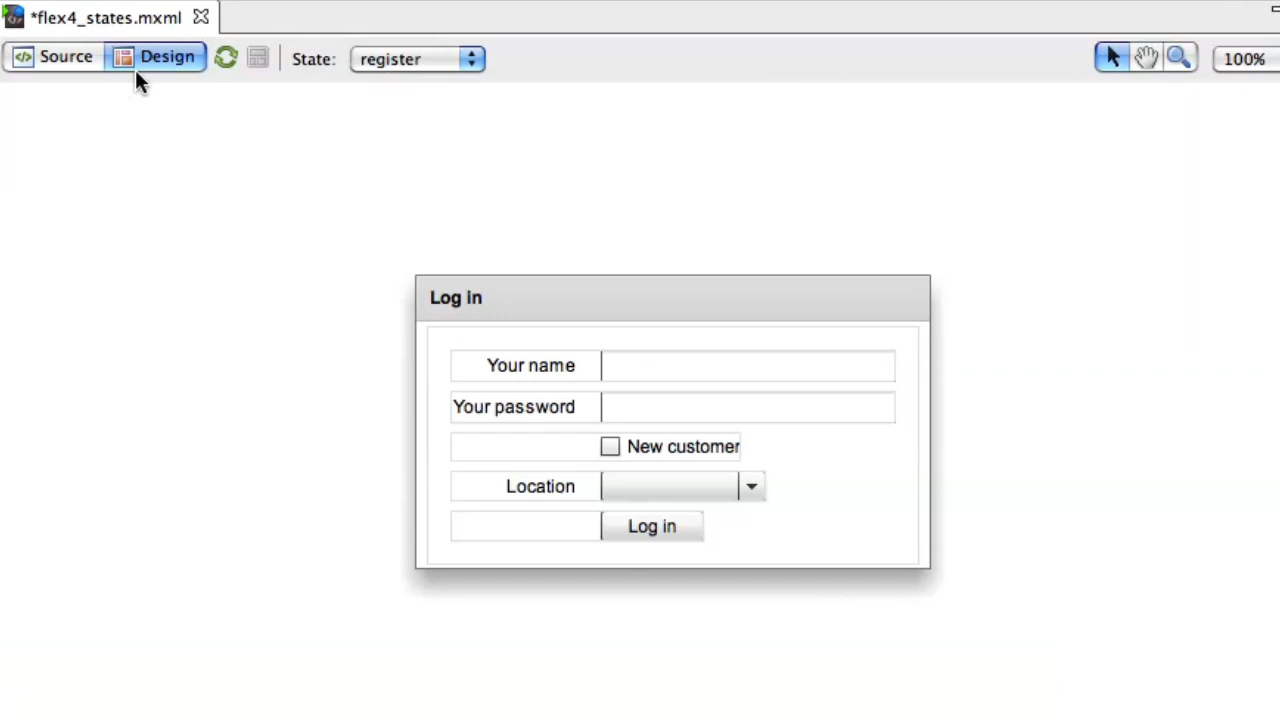 *flex4_states.mxml
Source Design State: register 100%
Log in
Your name
Your password
New customer
Location
Log in